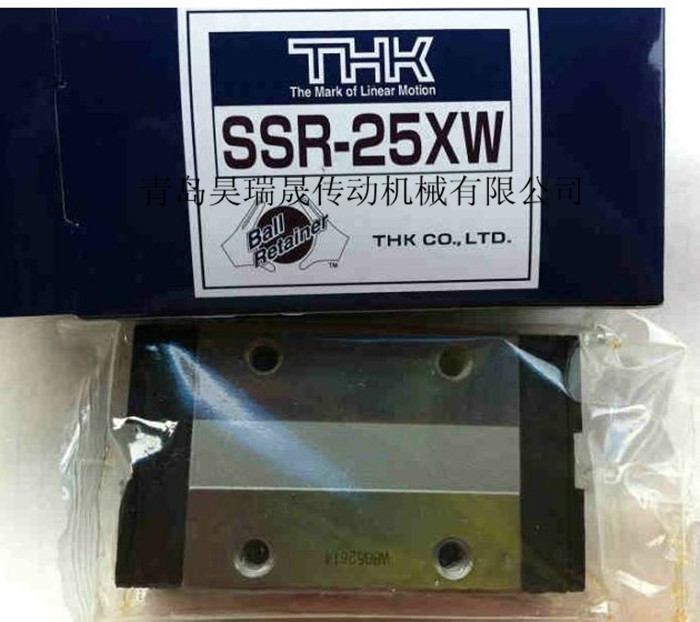 THK
The Mark of Linear Motion
SSR-25XW
青岛昊瑞晟传动机械有限公司
Ball
Retainer
TM
THK CO.,LTD.